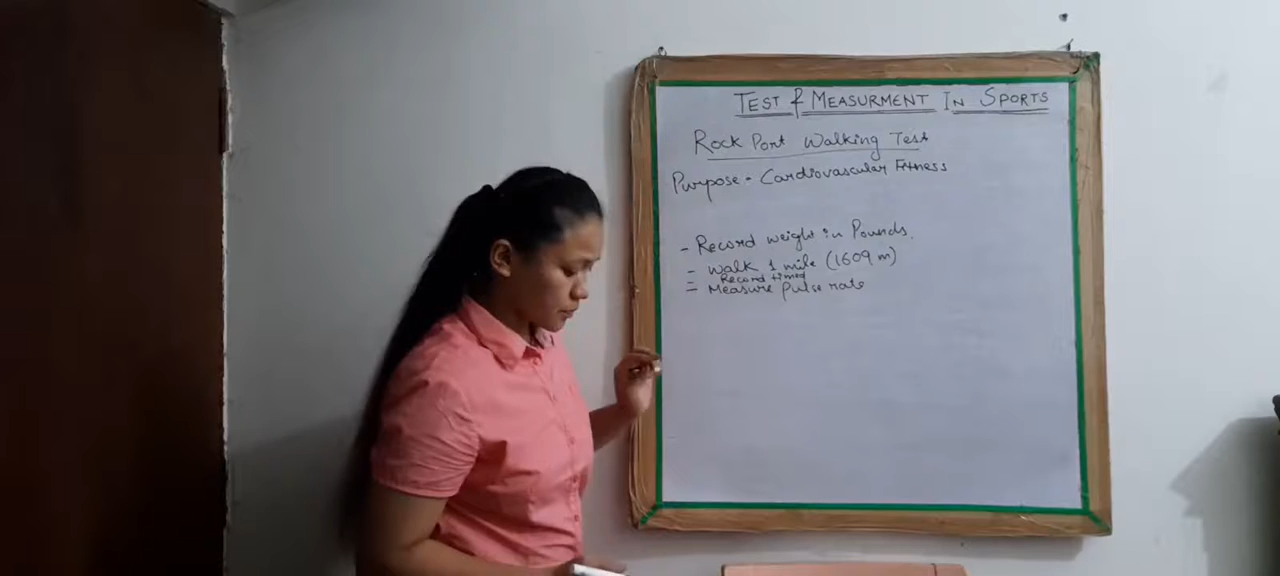 TEST & MEASURMENT IN SPORTS
Rock Port Walking Test
Purpose - Cardiovascular Fitness
- Record weight in Pounds.
- Walk 1 mile (1609 m)
Record timed
= Measure pulse rate